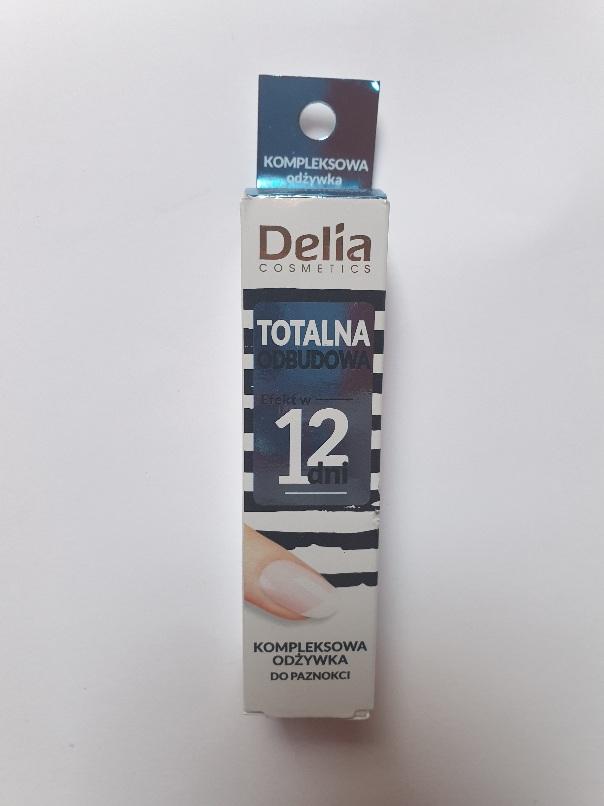 KOMPLEKSOWA
odżywka
Delia
COSMETICS
TOTALNA
ODBUDOWA
Efekt w
12
dni
KOMPLEKSOWA
ODŻYWKA
DO PAZNOKCI